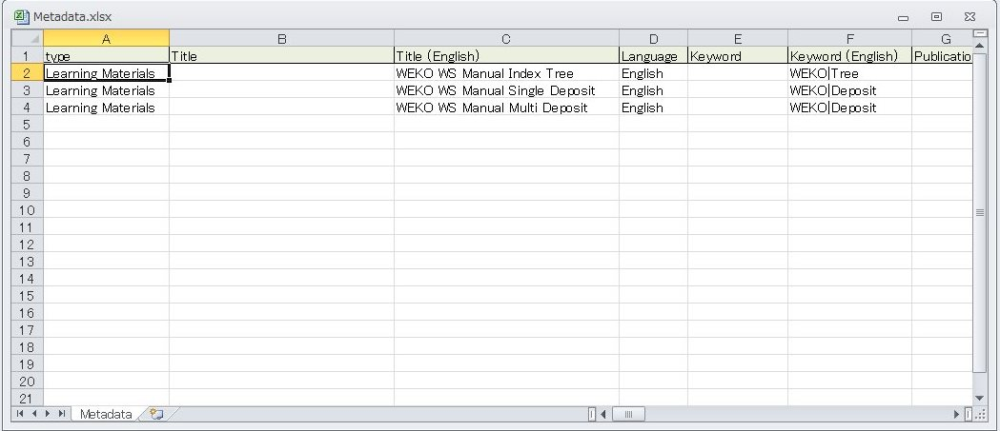 Metadata.xlsx
A B C D E F G
1 type Title Title (English) Language Keyword Keyword (English) Publicatio
2 Learning Materials WEKO WS Manual Index Tree English WEKO|Tree
3 Learning Materials WEKO WS Manual Single Deposit English WEKO|Deposit
4 Learning Materials WEKO WS Manual Multi Deposit English WEKO|Deposit
5
6
7
8
9
10
11
12
13
14
15
16
17
18
19
20
21
Metadata